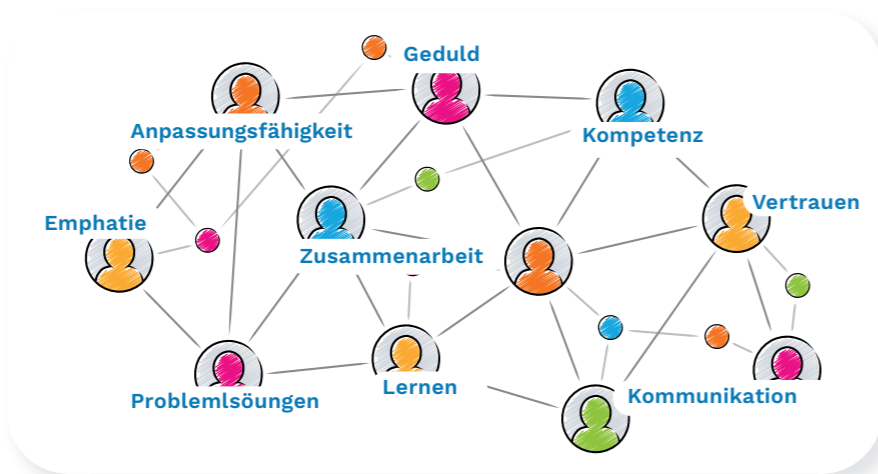 Geduld
Anpassungsfähigkeit
Kompetenz
Vertrauen
Emphatie
Zusammenarbeit
Lernen
Kommunikation
Problemlsöungen